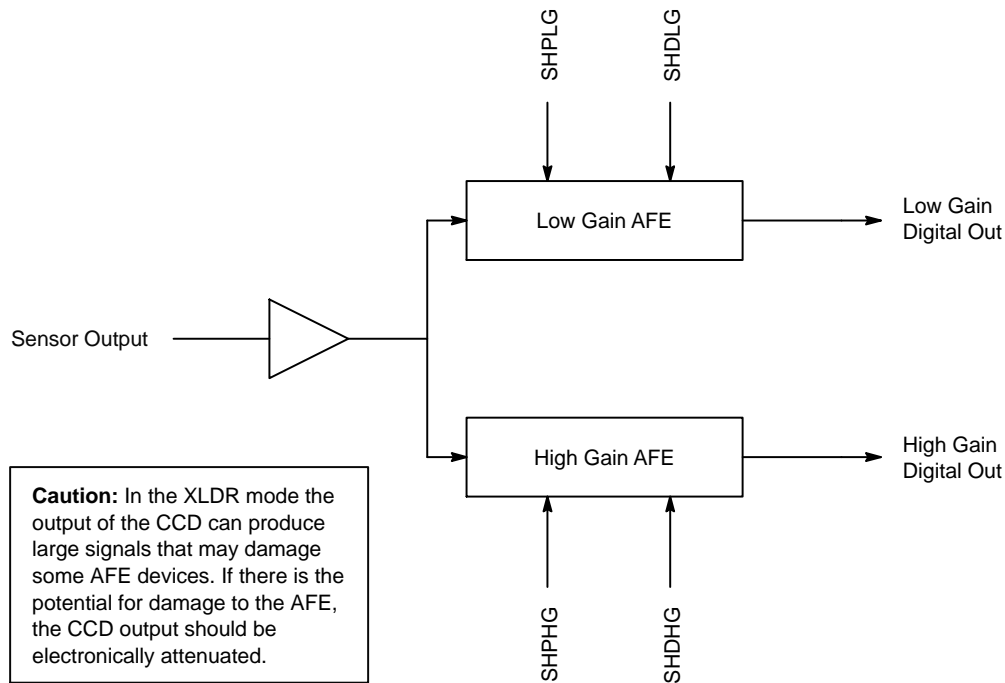 SHPLG
SHDLG
Low Gain AFE
Low Gain
Digital Out
Sensor Output
High Gain AFE
High Gain
Digital Out
Caution: In the XLDR mode the
output of the CCD can produce
large signals that may damage
some AFE devices. If there is the
potential for damage to the AFE,
the CCD output should be
electronically attenuated.
SHPHG
SHDHG